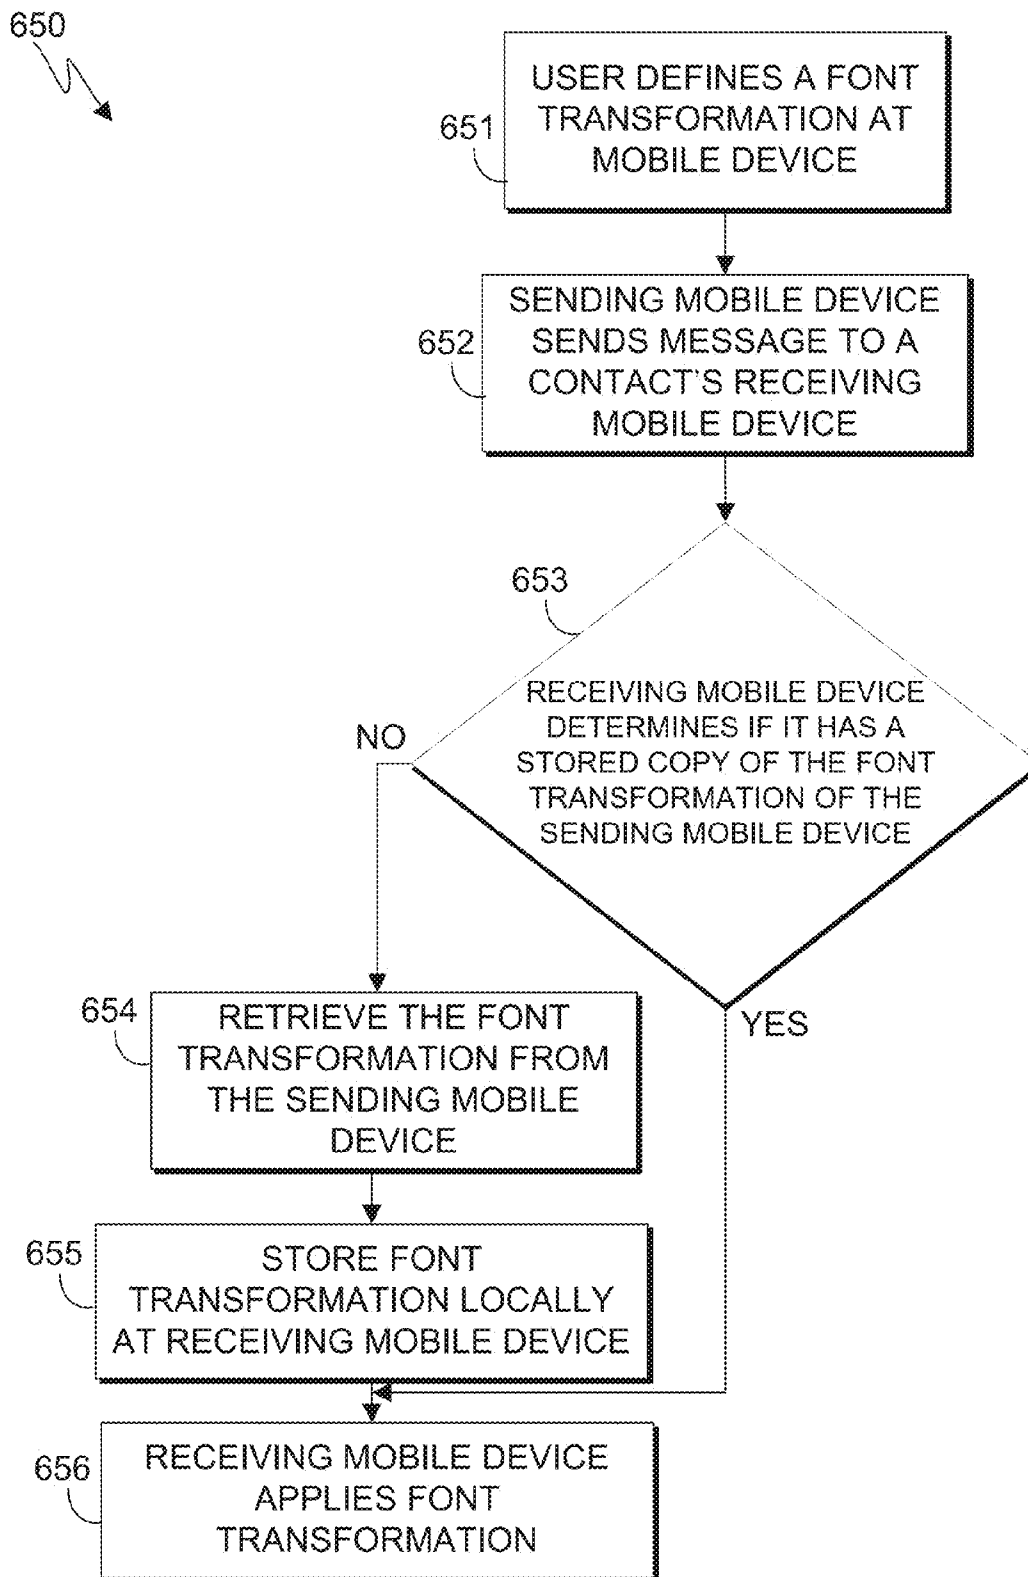 650
USER DEFINES A FONT
TRANSFORMATION AT
MOBILE DEVICE
651
SENDING MOBILE DEVICE
SENDS MESSAGE TO A
CONTACT'S RECEIVING
MOBILE DEVICE
652
653
RECEIVING MOBILE DEVICE
DETERMINES IF IT HAS A
STORED COPY OF THE FONT
TRANSFORMATION OF THE
SENDING MOBILE DEVICE
NO
YES
654
RETRIEVE THE FONT
TRANSFORMATION FROM
THE SENDING MOBILE
DEVICE
655
STORE FONT
TRANSFORMATION LOCALLY
AT RECEIVING MOBILE DEVICE
656
RECEIVING MOBILE DEVICE
APPLIES FONT
TRANSFORMATION